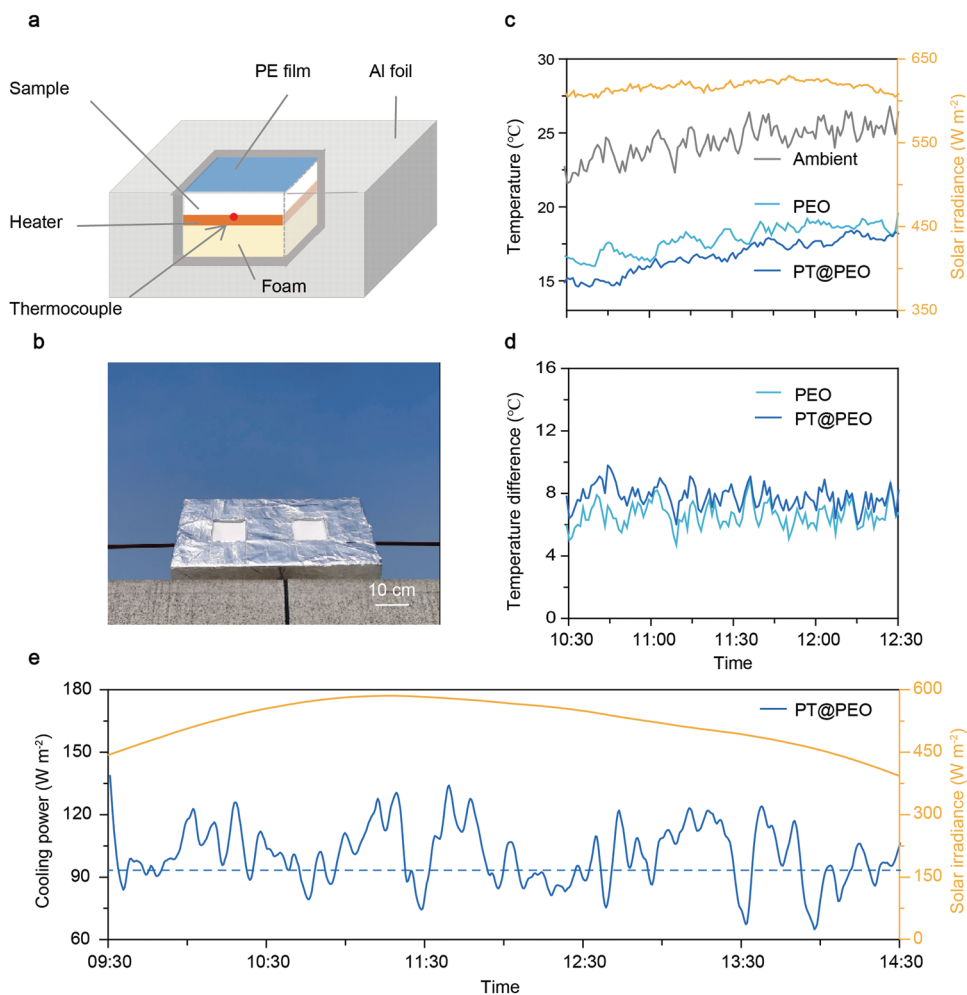 a
PE film
Al foil
Sample
Heater
Foam
Thermocouple
b
10 cm
c
30
25
20
15
Temperature (℃)
650
550
450
350
Solar irradiance (W m-2)
Ambient
PEO
PT@PEO
d
16
12
8
4
0
Temperature difference (℃)
PEO
PT@PEO
10:30
11:00
11:30
12:00
12:30
Time
e
180
150
120
90
60
Cooling power (W m-2)
PT@PEO
600
450
300
150
0
Solar irradiance (W m-2)
09:30
10:30
11:30
12:30
13:30
14:30
Time